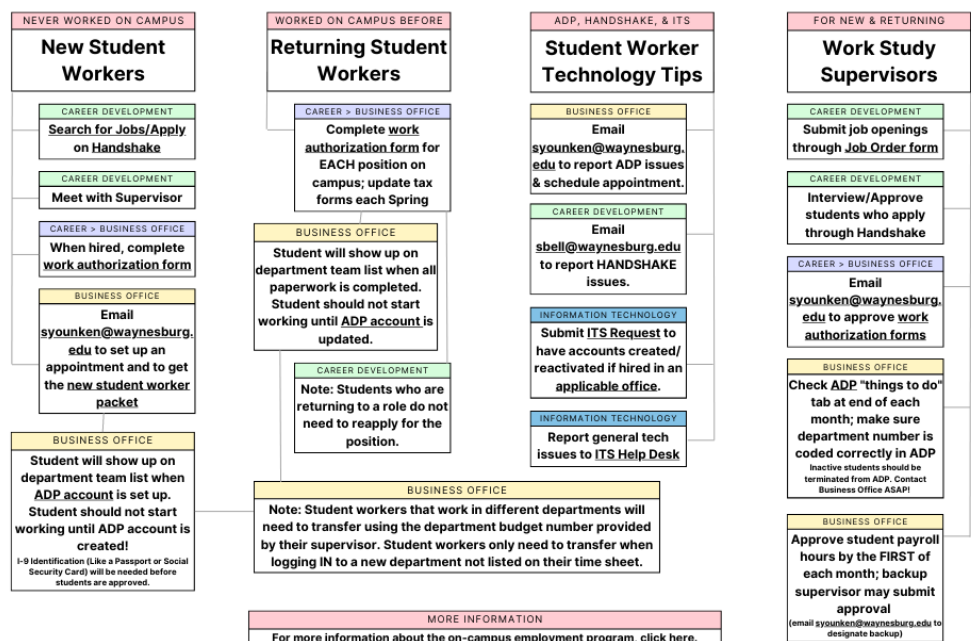 NEVER WORKED ON CAMPUS
New Student
Workers
CAREER DEVELOPMENT
Search for Jobs/Apply
on Handshake
CAREER DEVELOPMENT
Meet with Supervisor
CAREER > BUSINESS OFFICE
When hired, complete
work authorization form
BUSINESS OFFICE
Email
syounken@waynesburg.
edu to set up an
appointment and to get
the new student worker
packet
BUSINESS OFFICE
Student will show up on
department team list when
ADP account is set up.
Student should not start
working until ADP account is
created!
I-9 Identification (Like a Passport or Social
Security Card) will be needed before
students are approved.
WORKED ON CAMPUS BEFORE
Returning Student
Workers
CAREER > BUSINESS OFFICE
Complete work
authorization form for
EACH position on
campus; update tax
forms each Spring
BUSINESS OFFICE
Student will show up on
department team list when all
paperwork is completed.
Student should not start
working until ADP account is
updated.
CAREER DEVELOPMENT
Note: Students who are
returning to a role do not
need to reapply for the
position.
BUSINESS OFFICE
Note: Student workers that work in different departments will
need to transfer using the department budget number provided
by their supervisor. Student workers only need to transfer when
logging IN to a new department not listed on their time sheet.
ADP, HANDSHAKE, & ITS
Student Worker
Technology Tips
BUSINESS OFFICE
Email
syounken@waynesburg.
edu to report ADP issues
& schedule appointment.
CAREER DEVELOPMENT
Email
sbell@waynesburg.edu
to report HANDSHAKE
issues.
INFORMATION TECHNOLOGY
Submit ITS Request to
have accounts created/
reactivated if hired in an
applicable office.
INFORMATION TECHNOLOGY
Report general tech
issues to ITS Help Desk
FOR NEW & RETURNING
Work Study
Supervisors
CAREER DEVELOPMENT
Submit job openings
through Job Order form
CAREER DEVELOPMENT
Interview/Approve
students who apply
through Handshake
CAREER > BUSINESS OFFICE
Email
syounken@waynesburg.
edu to approve work
authorization forms
BUSINESS OFFICE
Check ADP "things to do"
tab at end of each
month; make sure
department number is
coded correctly in ADP
Inactive students should be
terminated from ADP. Contact
Business Office ASAP!
BUSINESS OFFICE
Approve student payroll
hours by the FIRST of
each month; backup
supervisor may submit
approval
(email syounken@waynesburg.edu to
designate backup)
MORE INFORMATION
For more information about the on-campus employment program, click here.